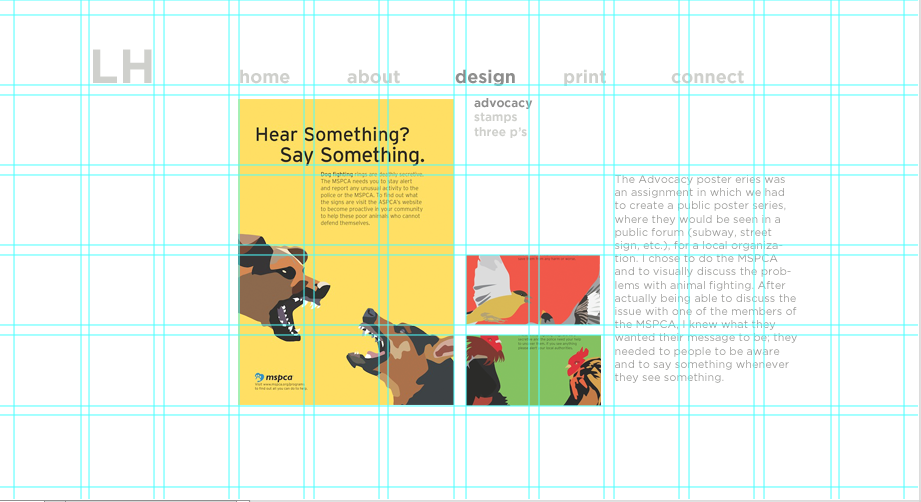 LH
home about design print connect
advocacy
stamps
three p's
Hear Something?
Say Something.
Dog fighting rings are deathly secretive.
The MSPCA needs you to stay alert
and report any unusual activity to the
police or the MSPCA. To find out what
the signs are visit the ASPCA's website
to become proactive in your community
to help these poor animals who cannot
defend themselves.
mspca
The Advocacy poster eries was
an assignment in which we had
to create a public poster series,
where they would be seen in a
public forum (subway, street
sign, etc.), for a local organiza-
tion. I chose to do the MSPCA
and to visually discuss the prob-
lems with animal fighting. After
actually being able to discuss the
issue with one of the members of
the MSPCA, I knew what they
wanted their message to be; they
needed to people to be aware
and to say something whenever
they see something.